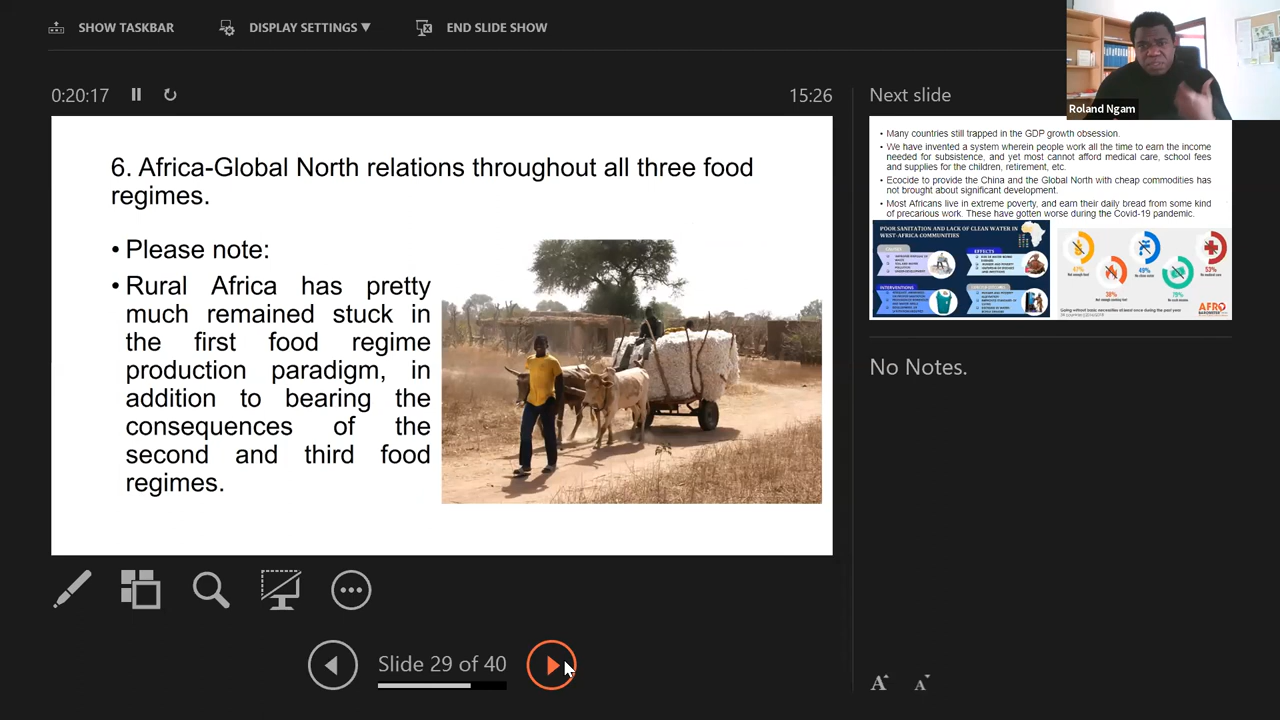 SHOW TASKBAR
DISPLAY SETTINGS ▼
END SLIDE SHOW
0:20:17
15:26
Next slide
Roland Ngam
6. Africa-Global North relations throughout all three food
regimes.
• Please note:
• Rural Africa has pretty
much remained stuck in
the first food regime
production paradigm, in
addition to bearing the
consequences of the
second and third food
regimes.
• Many countries still trapped in the GDP growth obsession.
• We have invented a system wherein people work all the time to earn the income
needed for subsistence, and yet most cannot afford medical care, school fees
and supplies for the children, retirement, etc.
• Ecocide to provide the China and the Global North with cheap commodities has
not brought about significant development.
• Most Africans live in extreme poverty, and earn their daily bread from some kind
of precarious work. These have gotten worse during the Covid-19 pandemic.
POOR SANITATION AND LACK OF CLEAN WATER IN
WEST-AFRICA COMMUNITIES
EFFECTS
INTERVENTIONS
49%
53%
38%
79%
AFRO
No Notes.
Slide 29 of 40
A A